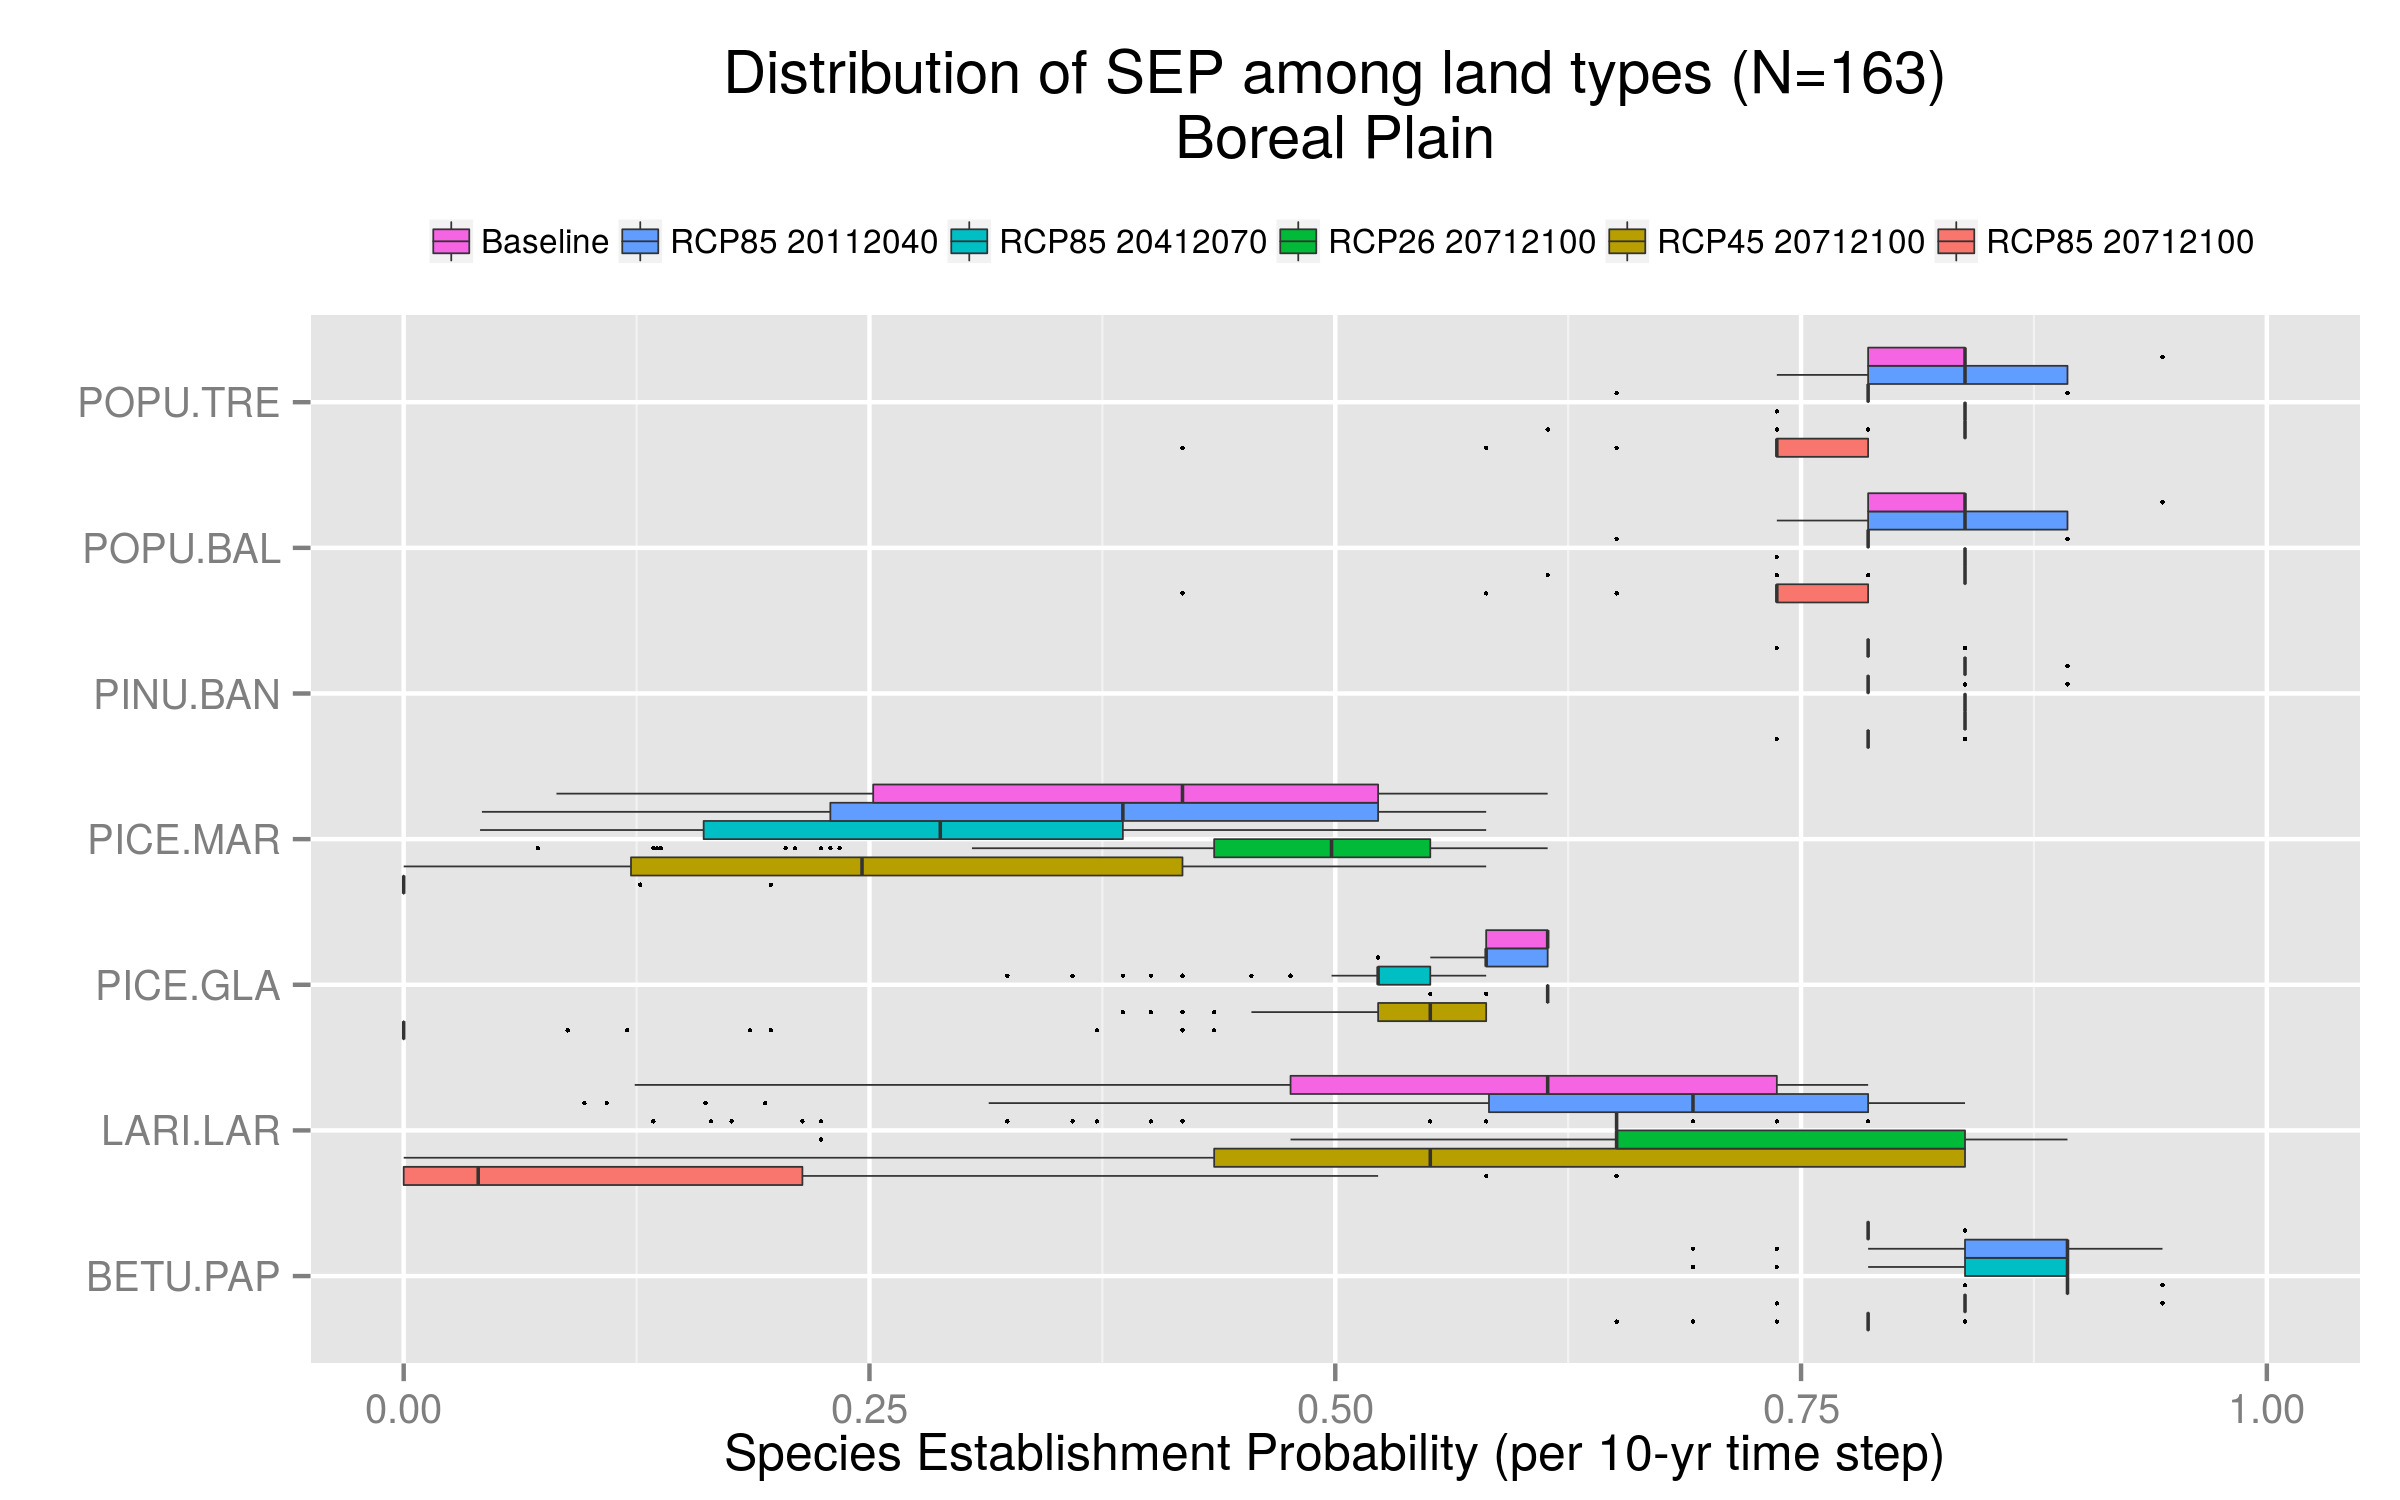 Distribution of SEP among land types (N=163)
Boreal Plain
Baseline RCP85 20112040 RCP85 20412070 RCP26 20712100 RCP45 20712100 RCP85 20712100
POPU.TRE
POPU.BAL
PINU.BAN
PICE.MAR
PICE.GLA
LARI.LAR
BETU.PAP
0.00 0.25 0.50 0.75 1.00
Species Establishment Probability (per 10-yr time step)